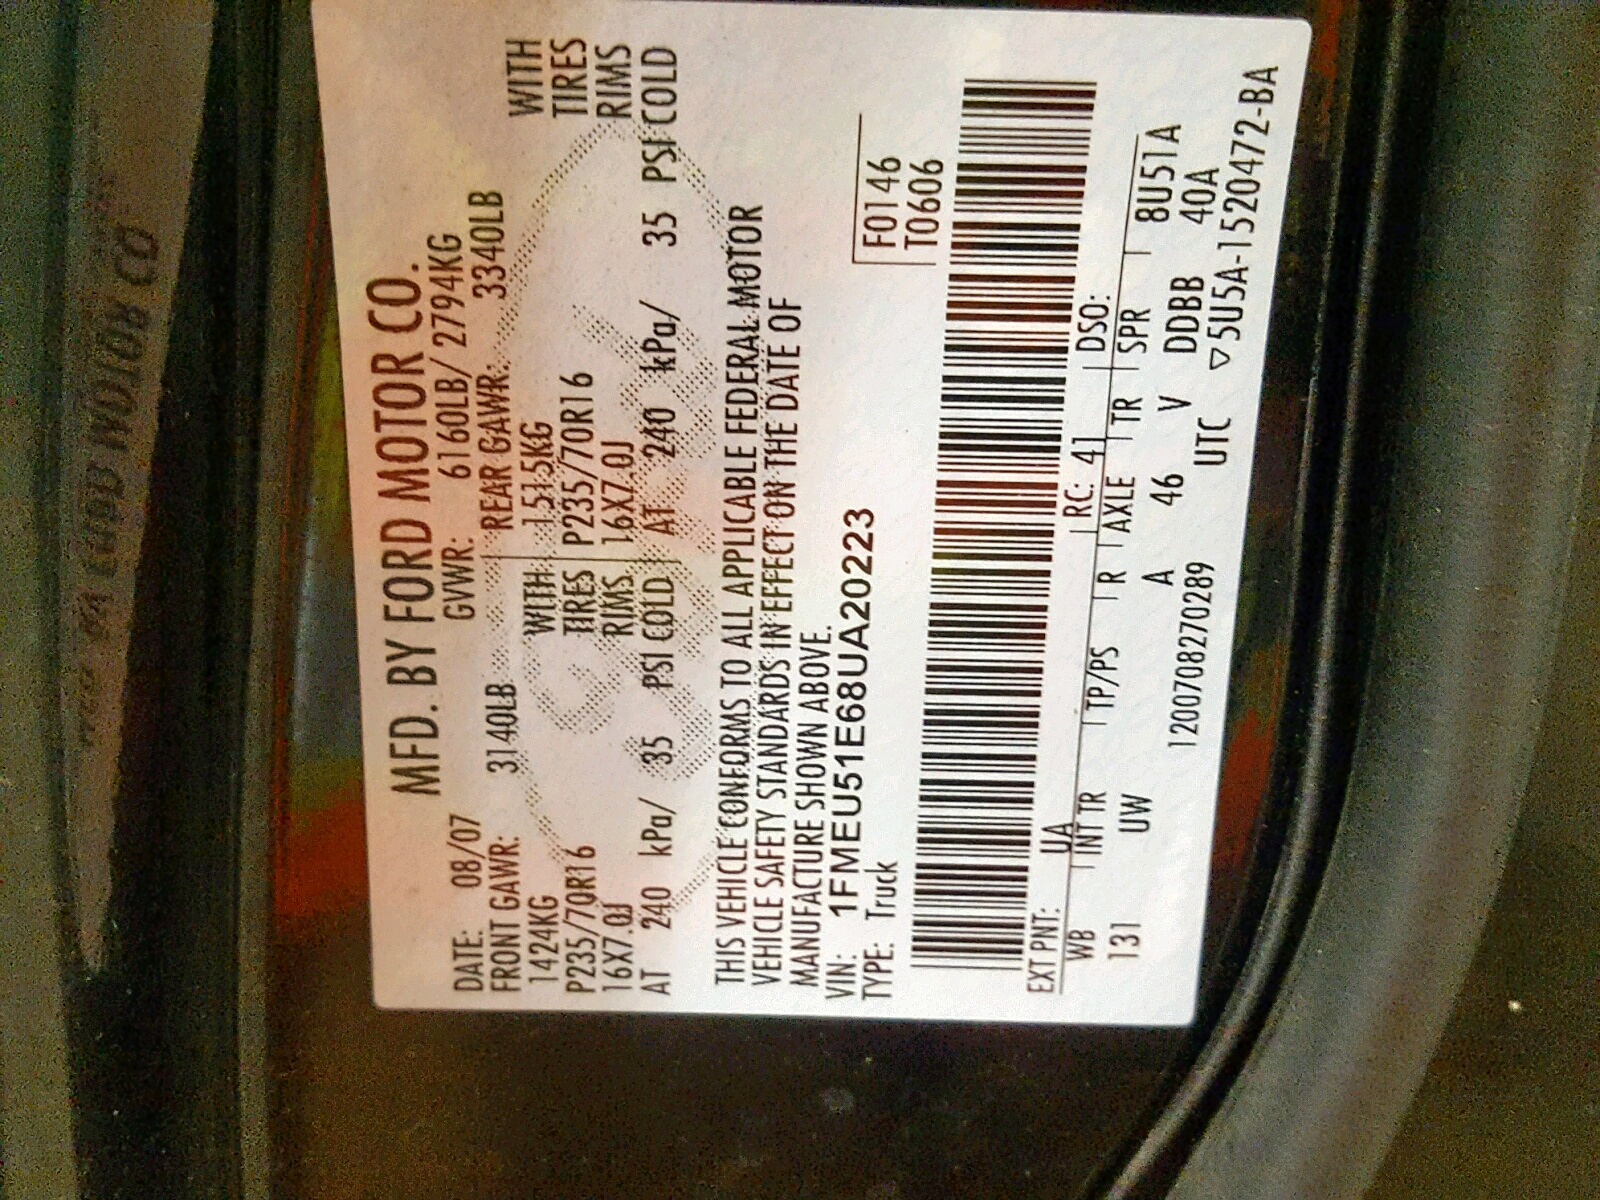 MFD. BY FORD MOTOR CO.
DATE: 08/07 GVWR: 6160LB/ 2794KG
FRONT GAWR: 3140LB REAR GAWR: 3340LB
1424KG WITH 1515KG WITH
P235/70R16 TIRES P235/70R16 TIRES
16X7.0J RIMS 16X7.0J RIMS
AT 240 kPa/ 35 PSI COLD AT 240 kPa/ 35 PSI COLD
THIS VEHICLE CONFORMS TO ALL APPLICABLE FEDERAL MOTOR
VEHICLE SAFETY STANDARDS IN EFFECT ON THE DATE OF
MANUFACTURE SHOWN ABOVE.
VIN: 1FMEU51E68UA20223 F0146
TYPE: Truck T0606
EXT PNT: UA RC: 41 DSO:
WB INT TR TP/PS R AXLE TR SPR 8U51A
131 UW A 46 V DDBB 40A
1200708270289 UTC ▽5U5A-1520472-BA